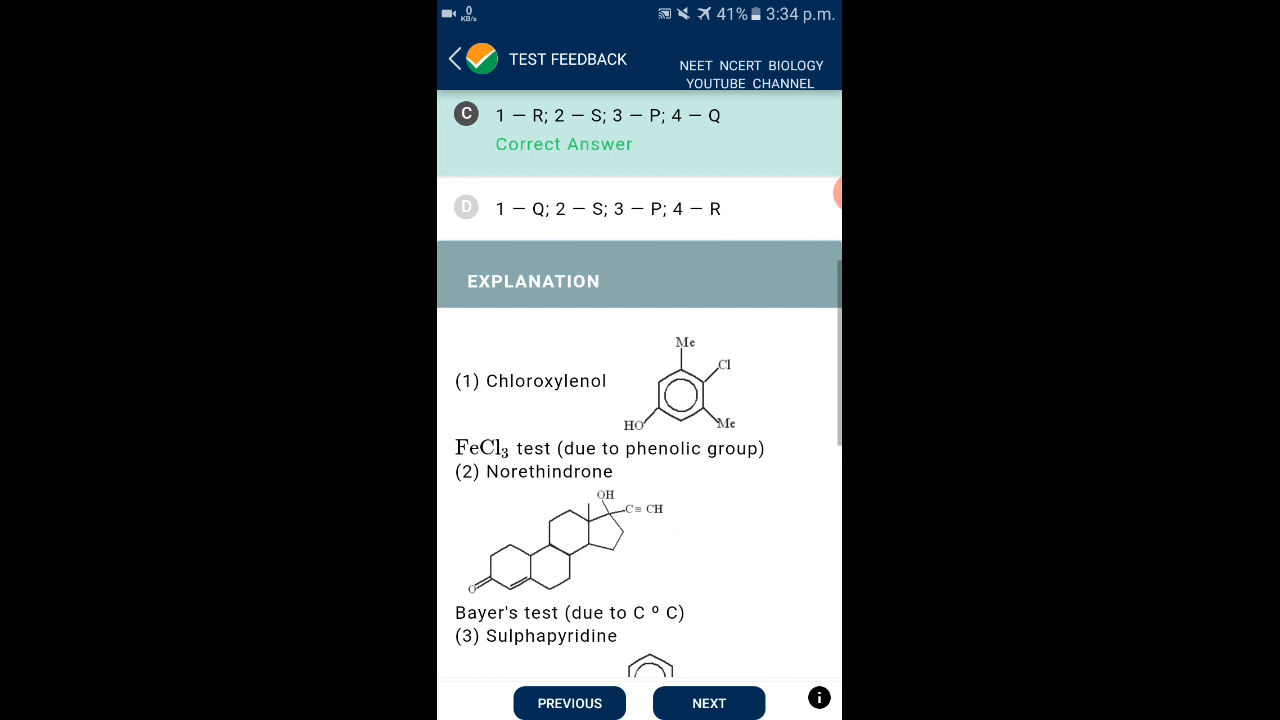 0
KB/s
41% 3:34 p.m.
TEST FEEDBACK
NEET NCERT BIOLOGY
YOUTUBE CHANNEL
C 1 – R; 2 – S; 3 – P; 4 – Q
Correct Answer
D 1 – Q; 2 – S; 3 – P; 4 – R
EXPLANATION
Me
Cl
(1) Chloroxylenol
HO
Me
FeCl₃ test (due to phenolic group)
(2) Norethindrone
OH
C≡CH
O
Bayer's test (due to C º C)
(3) Sulphapyridine
PREVIOUS
NEXT
i